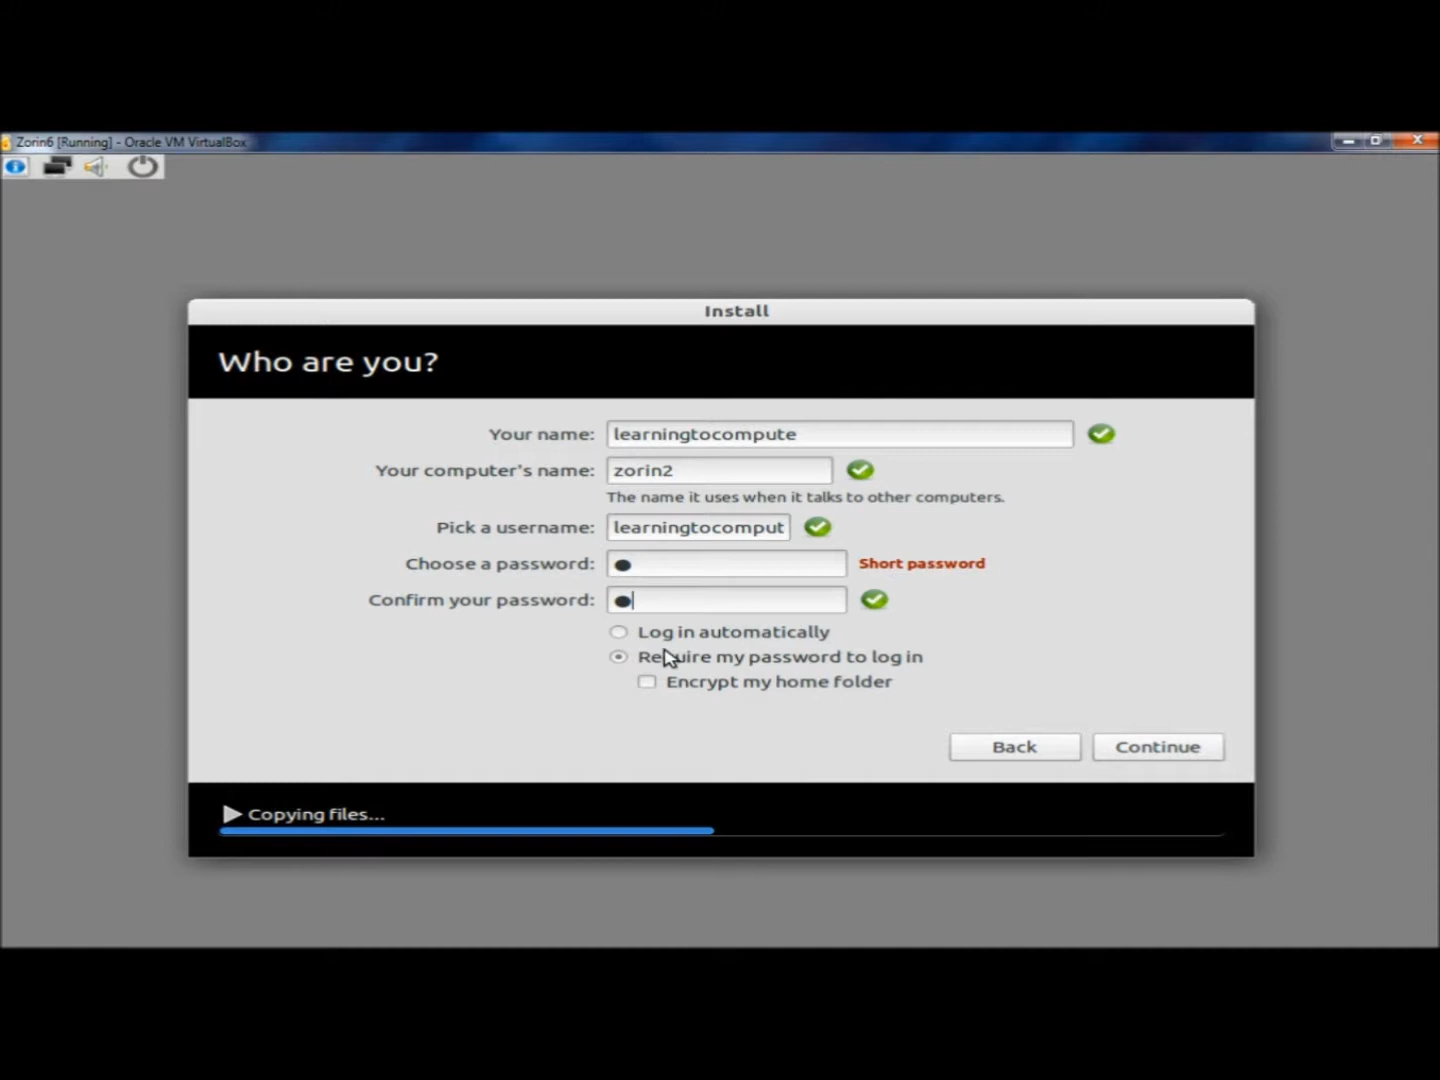 Zorin6 [Running] - Oracle VM VirtualBox
Install
Who are you?
Your name: learningtocompute
Your computer's name: zorin2
The name it uses when it talks to other computers.
Pick a username: learningtocomput
Choose a password: ● Short password
Confirm your password: ●
Log in automatically
Require my password to log in
Encrypt my home folder
Back Continue
Copying files...